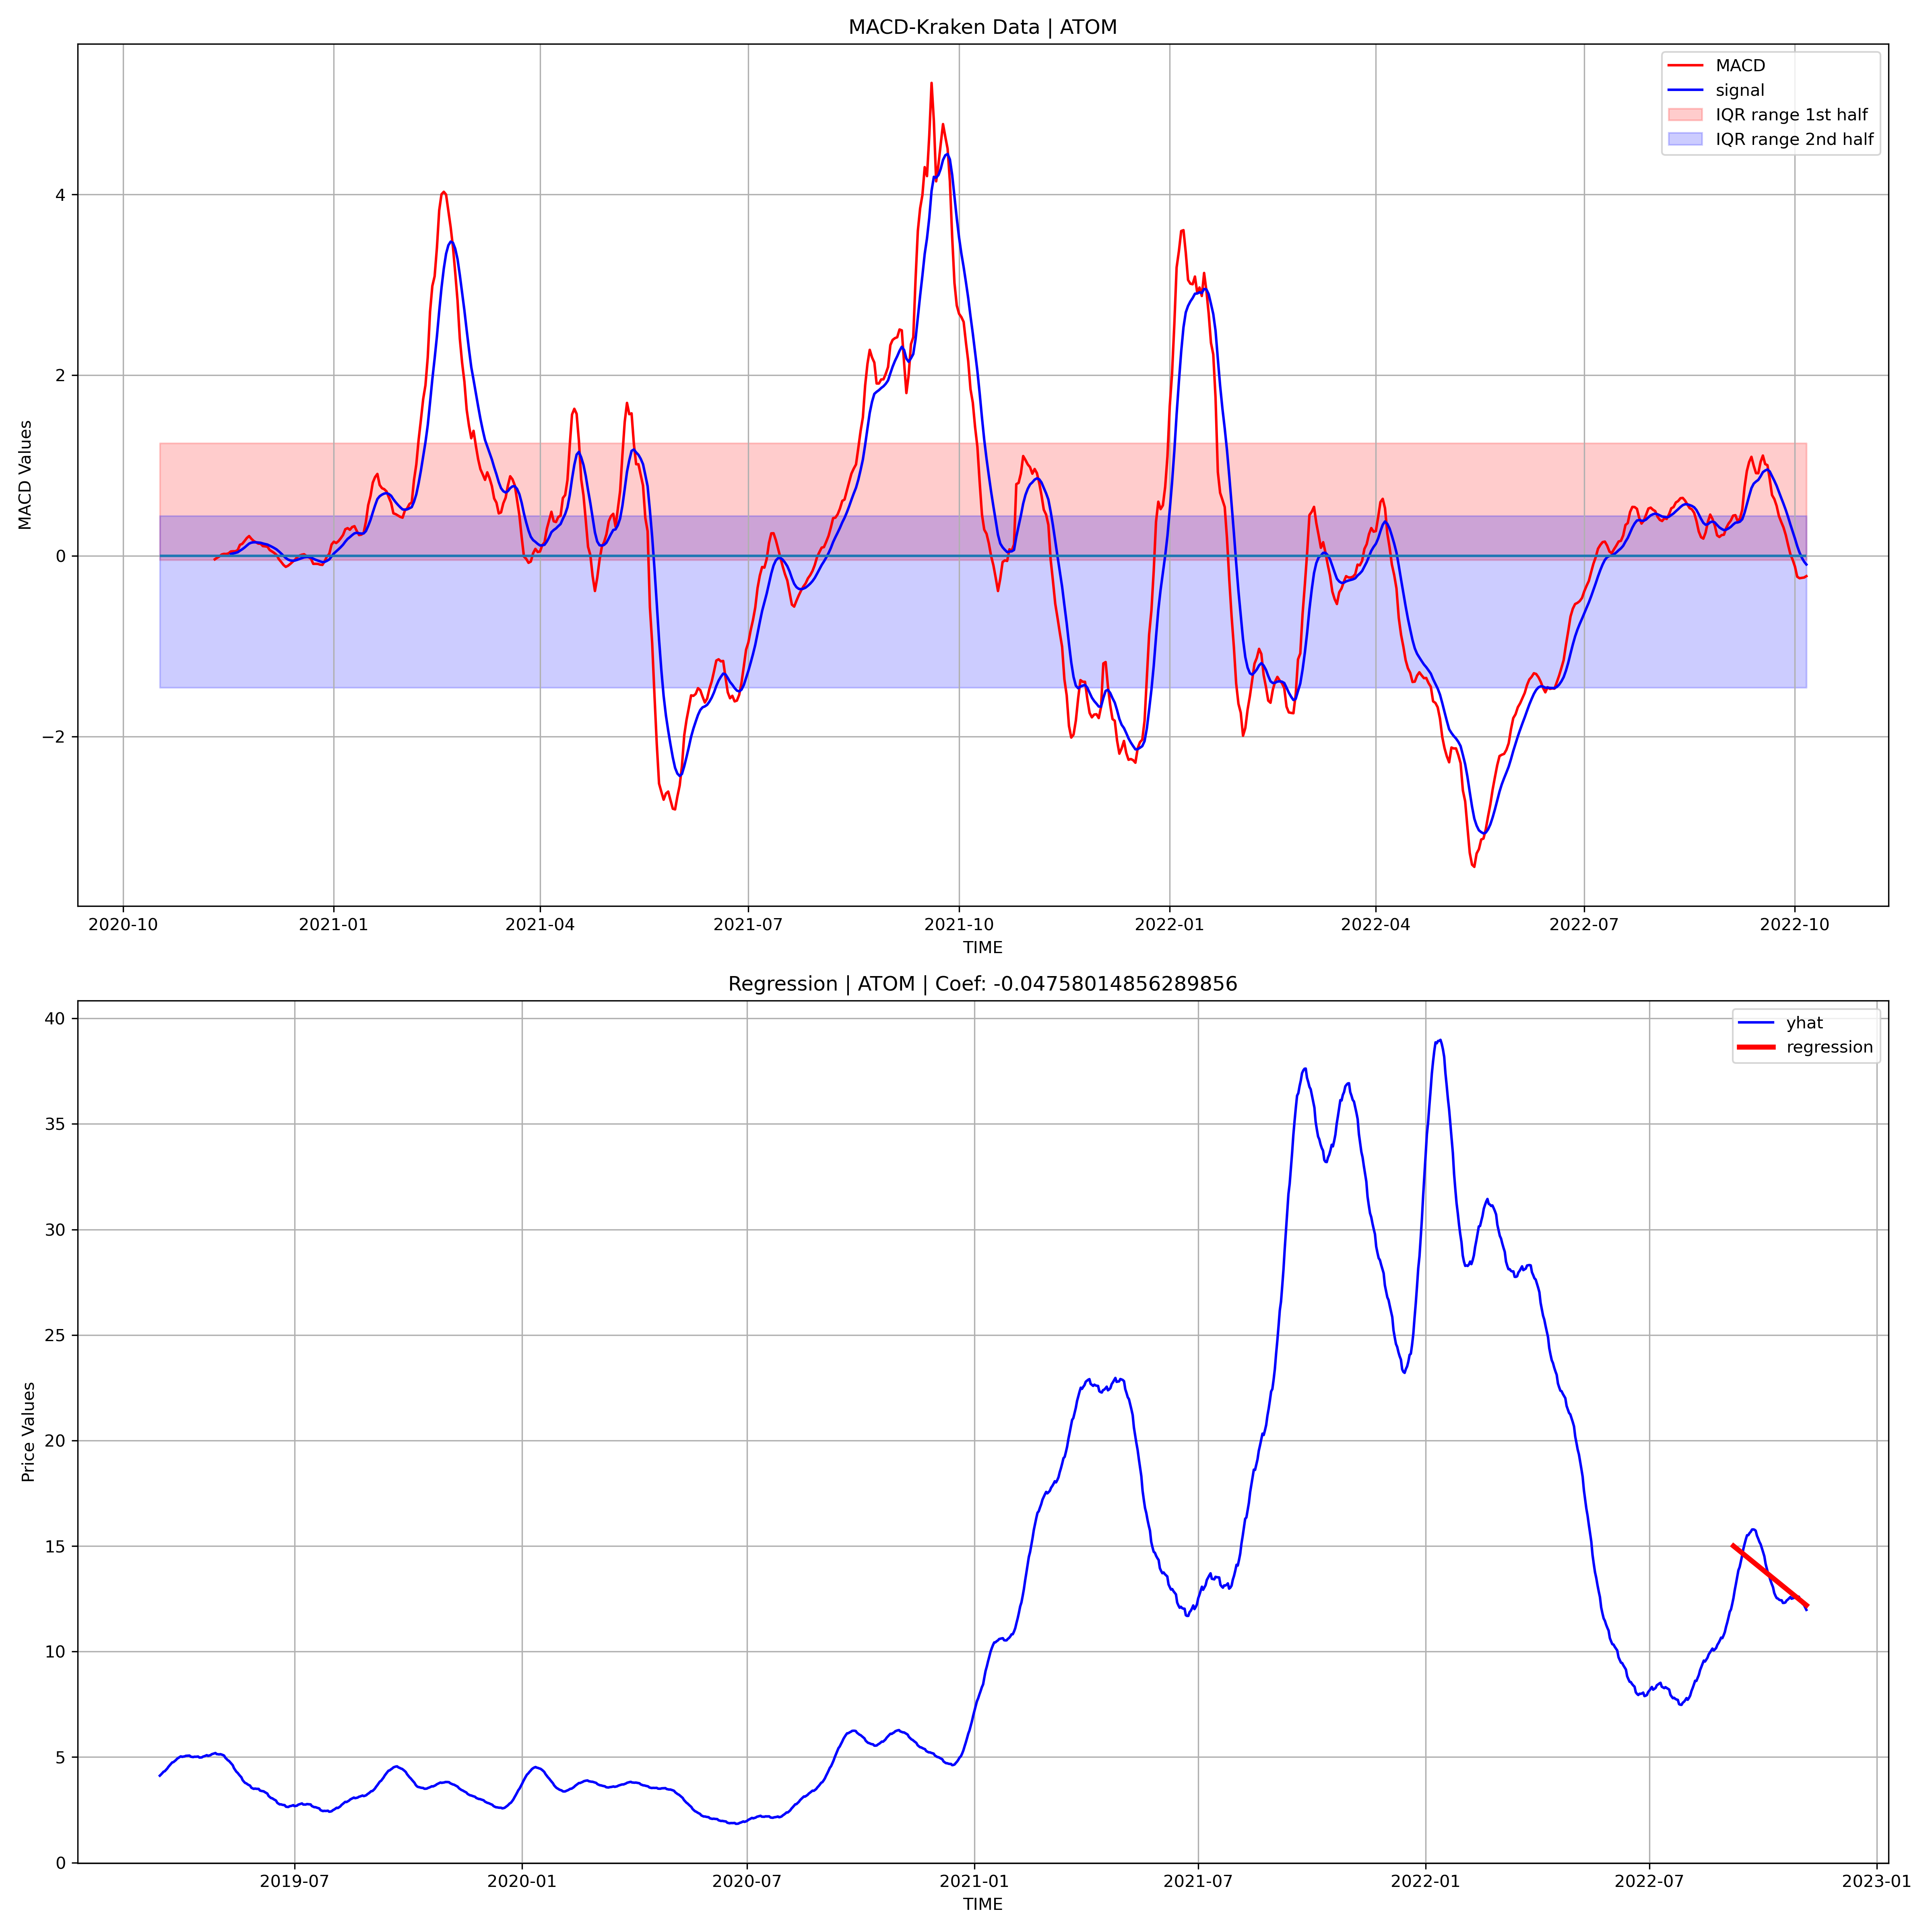 MACD-Kraken Data | ATOM
MACD
signal
IQR range 1st half
IQR range 2nd half
MACD Values
4
2
0
−2
2020-10
2021-01
2021-04
2021-07
2021-10
2022-01
2022-04
2022-07
2022-10
TIME
Regression | ATOM | Coef: -0.04758014856289856
yhat
regression
Price Values
40
35
30
25
20
15
10
5
0
2019-07
2020-01
2020-07
2021-01
2021-07
2022-01
2022-07
2023-01
TIME